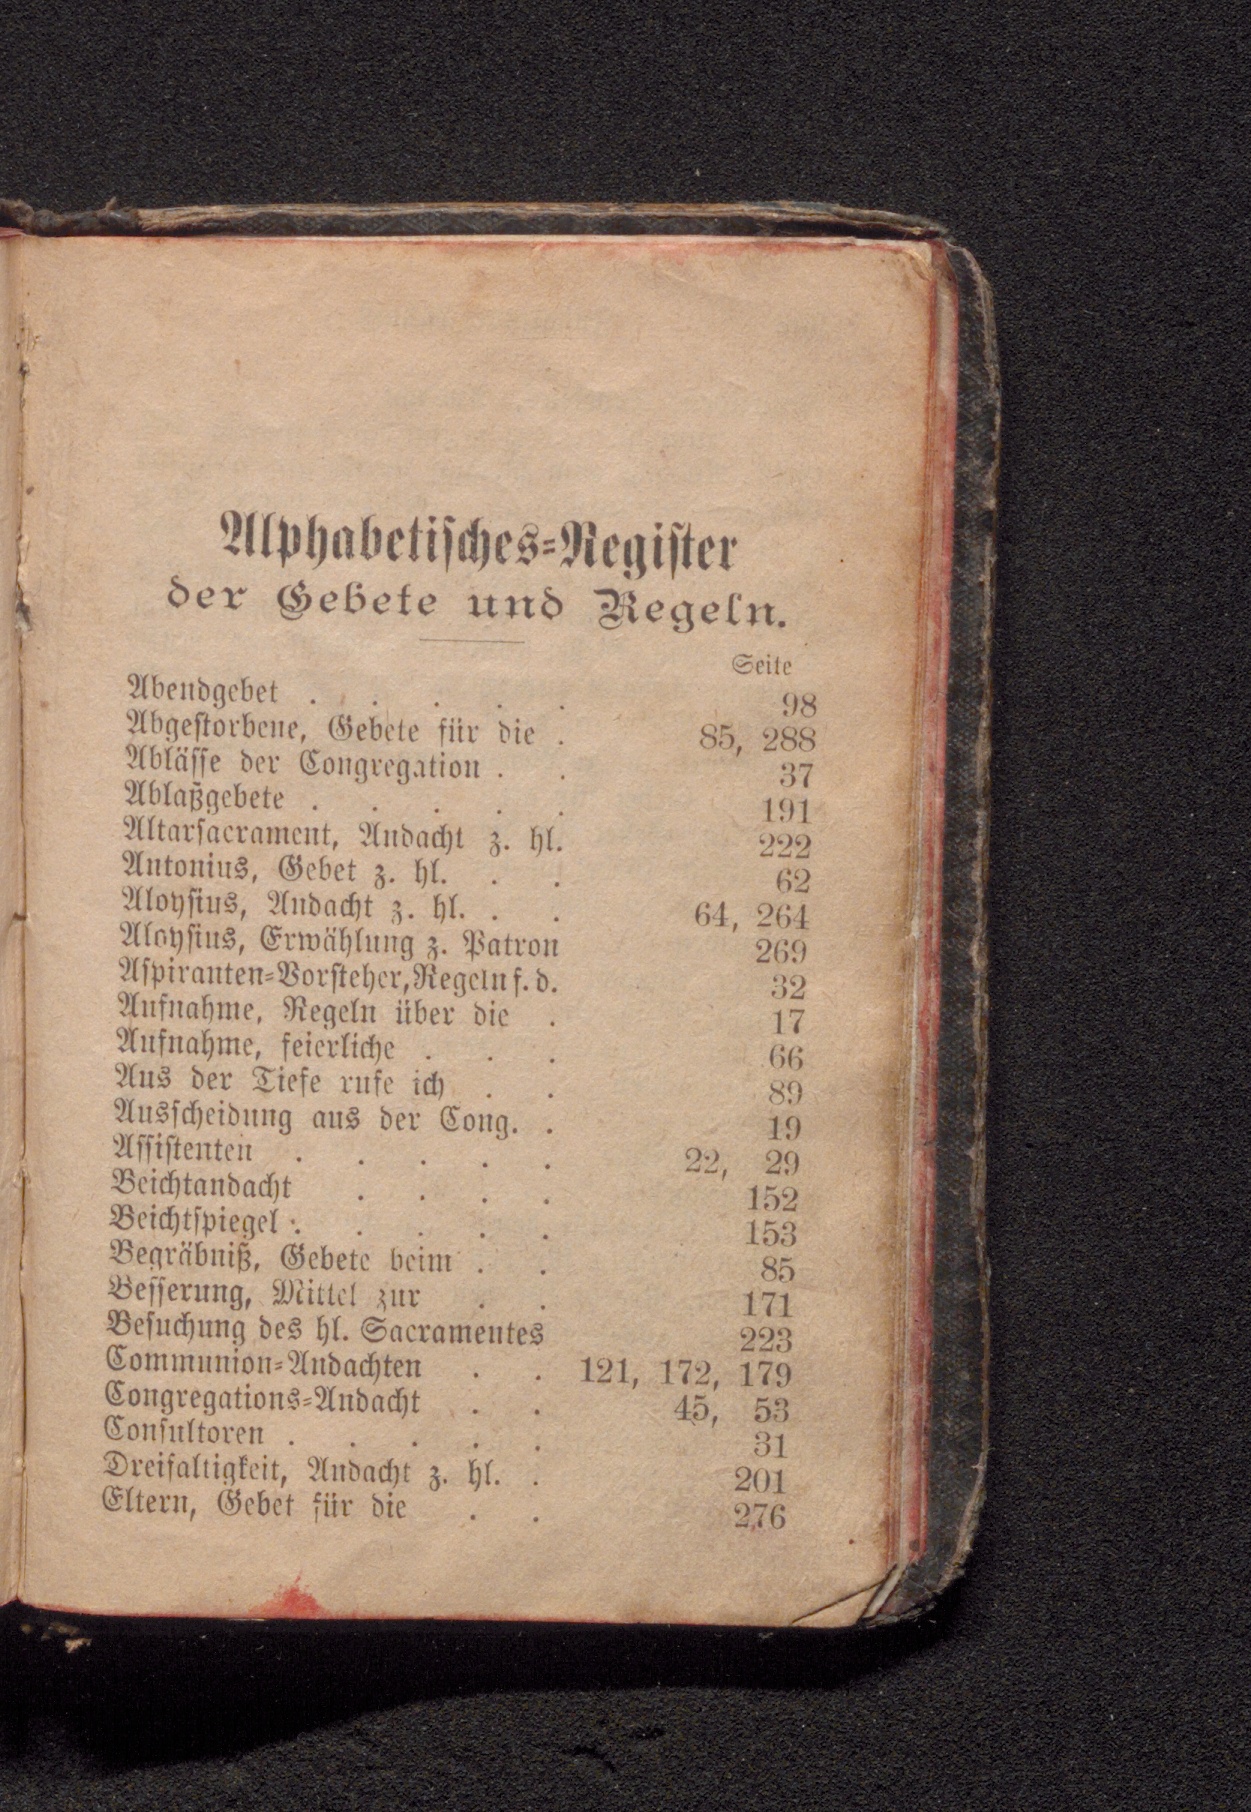 Alphabetisches-Register
der Gebete und Regeln.
Seite
Abendgebet . . . . . 98
Abgestorbene, Gebete für die . 85, 288
Ablässe der Congregation . . 37
Ablaßgebete . . . . . 191
Altarsacrament, Andacht z. hl. 222
Antonius, Gebet z. hl. . . 62
Aloysius, Andacht z. hl. . . 64, 264
Aloysius, Erwählung z. Patron 269
Aspiranten-Vorsteher, Regeln f. d. 32
Aufnahme, Regeln über die . 17
Aufnahme, feierliche . . . 66
Aus der Tiefe rufe ich . . 89
Ausscheidung aus der Cong. . 19
Assistenten . . . . . 22, 29
Beichtandacht . . . . 152
Beichtspiegel . . . . . 153
Begräbniß, Gebete beim . . 85
Besserung, Mittel zur . . 171
Besuchung des hl. Sacramentes 223
Communion-Andachten . . 121, 172, 179
Congregations-Andacht . . 45, 53
Consultoren . . . . . 31
Dreifaltigkeit, Andacht z. hl. . 201
Eltern, Gebet für die . . 276